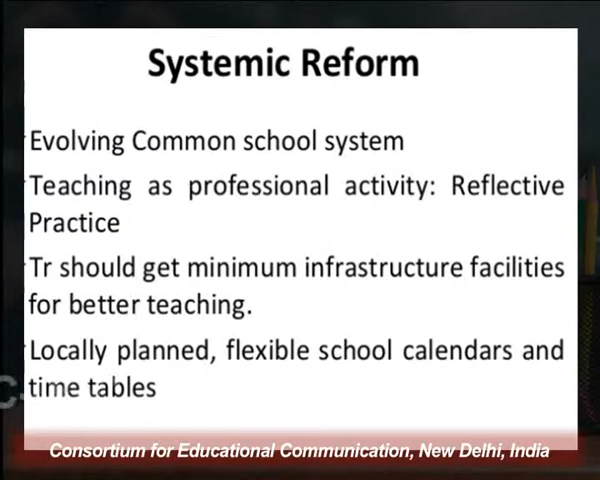 Systemic Reform
Evolving Common school system
Teaching as professional activity: Reflective
Practice
Tr should get minimum infrastructure facilities
for better teaching.
Locally planned, flexible school calendars and
time tables
Consortium for Educational Communication, New Delhi, India